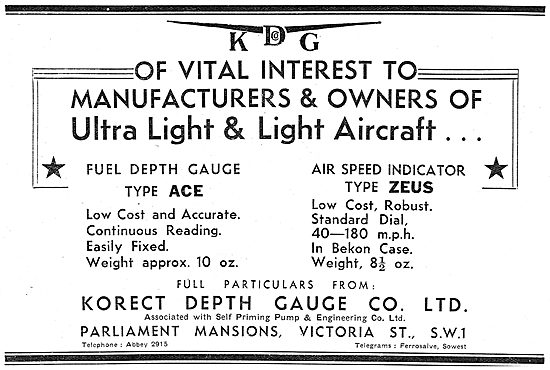 K D Co G
OF VITAL INTEREST TO
MANUFACTURERS & OWNERS OF
Ultra Light & Light Aircraft . . .
FUEL DEPTH GAUGE
TYPE ACE
Low Cost and Accurate.
Continuous Reading.
Easily Fixed.
Weight approx. 10 oz.
AIR SPEED INDICATOR
TYPE ZEUS
Low Cost, Robust.
Standard Dial,
40—180 m.p.h.
In Bekon Case.
Weight, 8½ oz.
FULL PARTICULARS FROM:
KORECT DEPTH GAUGE CO. LTD.
Associated with Self Priming Pump & Engineering Co. Ltd.
PARLIAMENT MANSIONS, VICTORIA ST., S.W.1
Telephone : Abbey 2915
Telegrams : Ferrosalve, Sowest